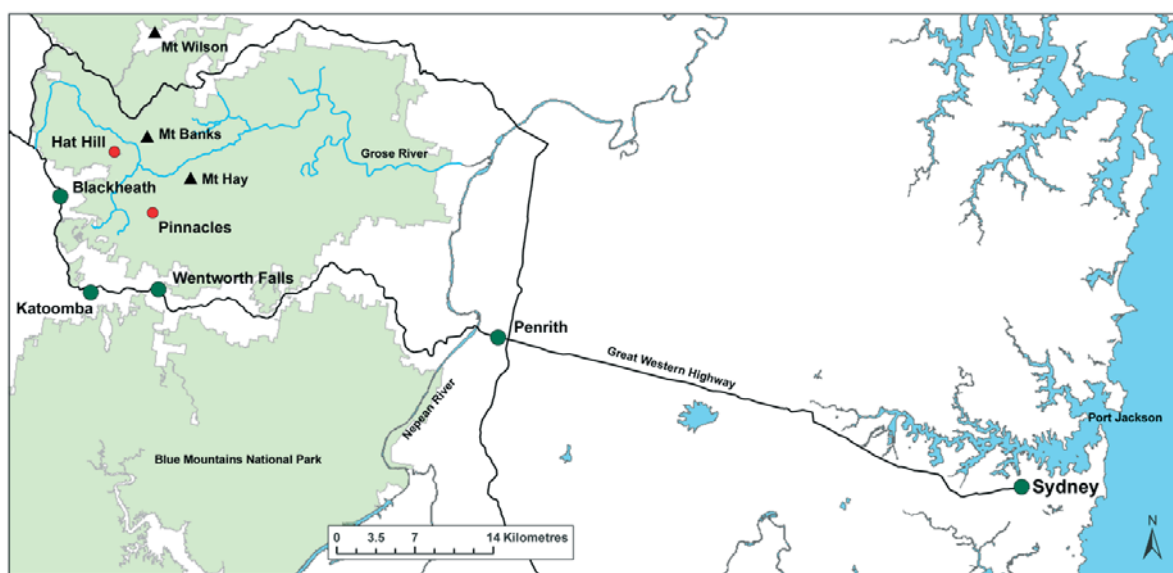 Mt Wilson
Mt Banks
Hat Hill
Grose River
Mt Hay
Blackheath
Pinnacles
Wentworth Falls
Katoomba
Penrith
Great Western Highway
Nepean River
Port Jackson
Blue Mountains National Park
Sydney
0 3.5 7 14 Kilometres
N